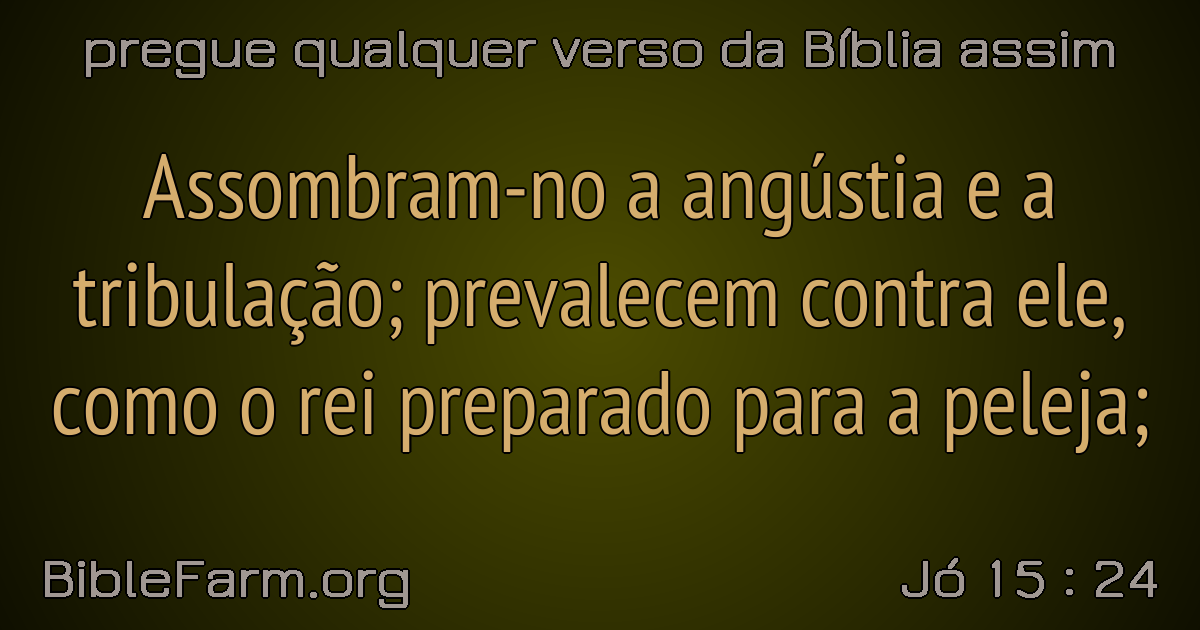 pregue qualquer verso da Bíblia assim
Assombram-no a angústia e a
tribulação; prevalecem contra ele,
como o rei preparado para a peleja;
BibleFarm.org
Jó 15 : 24